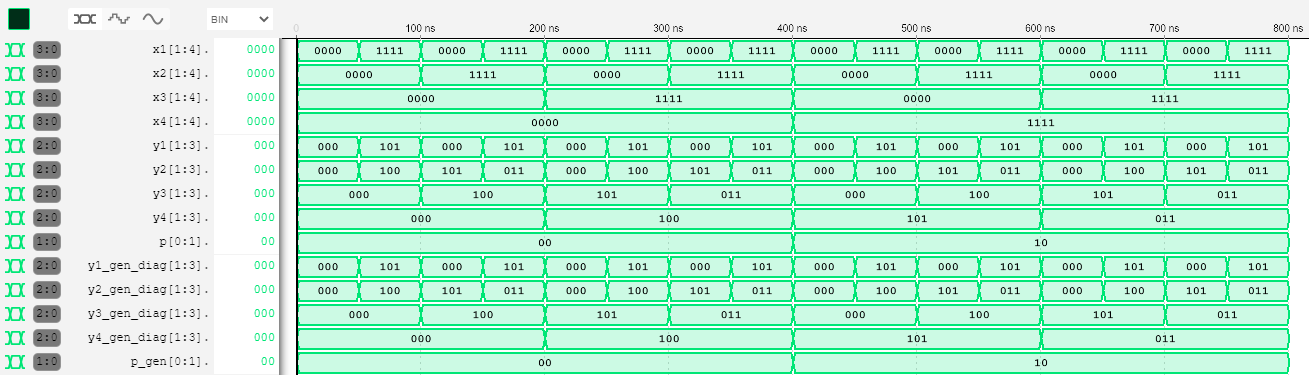 BIN
0 100 ns 200 ns 300 ns 400 ns 500 ns 600 ns 700 ns 800 ns
3:0 x1[1:4]. 0000 0000 1111 0000 1111 0000 1111 0000 1111 0000 1111 0000 1111 0000 1111 0000 1111
3:0 x2[1:4]. 0000 0000 1111 0000 1111 0000 1111 0000 1111
3:0 x3[1:4]. 0000 0000 1111 0000 1111
3:0 x4[1:4]. 0000 0000 1111
2:0 y1[1:3]. 000 000 101 000 101 000 101 000 101 000 101 000 101 000 101 000 101
2:0 y2[1:3]. 000 000 100 101 011 000 100 101 011 000 100 101 011 000 100 101 011
2:0 y3[1:3]. 000 000 100 101 011 000 100 101 011
2:0 y4[1:3]. 000 000 100 101 011
1:0 p[0:1]. 00 00 10
2:0 y1_gen_diag[1:3]. 000 000 101 000 101 000 101 000 101 000 101 000 101 000 101 000 101
2:0 y2_gen_diag[1:3]. 000 000 100 101 011 000 100 101 011 000 100 101 011 000 100 101 011
2:0 y3_gen_diag[1:3]. 000 000 100 101 011 000 100 101 011
2:0 y4_gen_diag[1:3]. 000 000 100 101 011
1:0 p_gen[0:1]. 00 00 10